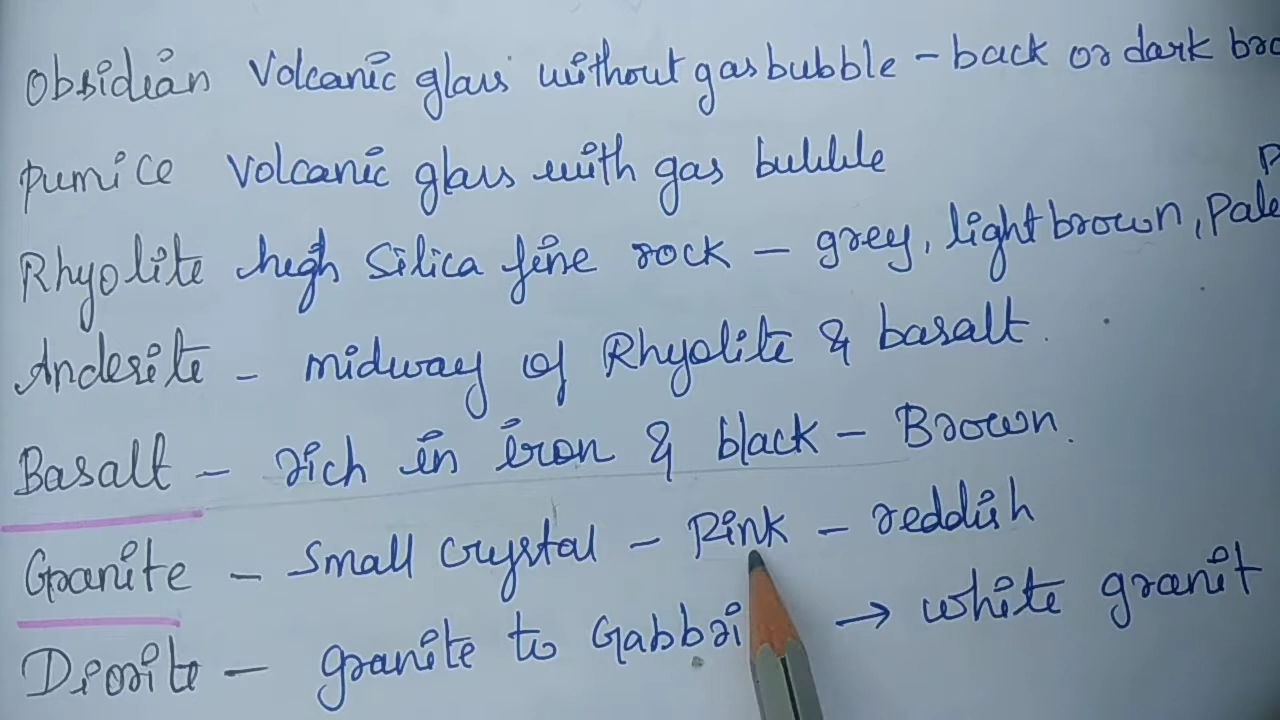 Obsidian Volcanic glass without gas bubble - back or dark bro
pumice Volcanic glass with gas bubble P
Rhyolite high Silica fine rock - grey, light brown, Pale
Andesite - midway of Rhyolite & basalt.
Basalt - rich in iron & black - Brown.
Granite - Small crystal - Pink - reddish
Diorite - granite to Gabbri → white granit